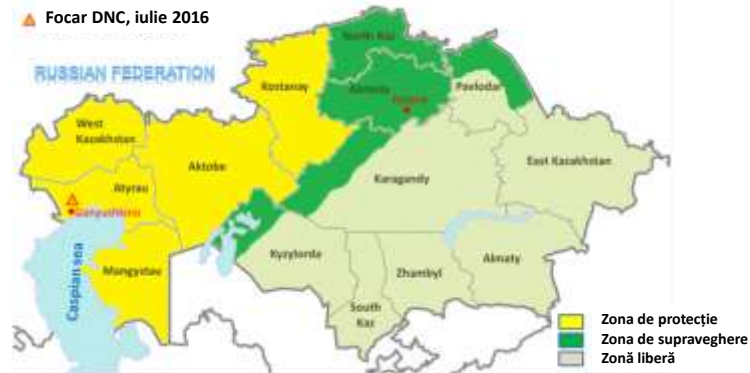 Focar DNC, iulie 2016
RUSSIAN FEDERATION
North Kaz
Kostanay
Pavlodar
West
Kazakhstan
Aktobe
East Kazakhstan
Atyrau
Karagandy
Ganyushkino
Caspian sea
Mangystau
Kyzylorda
Zhambyl
Almaty
South
Kaz
Zona de protecție
Zona de supraveghere
Zonă liberă